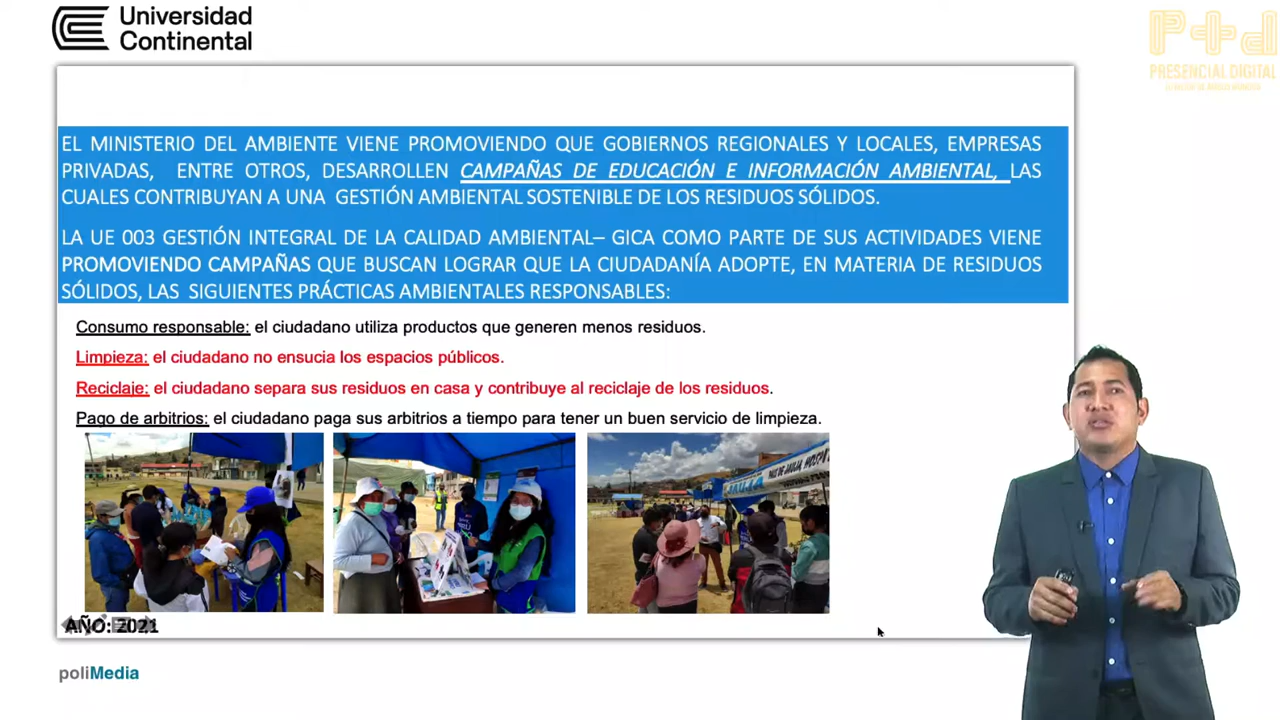 Universidad
Continental
PRESENCIAL DIGITAL
EL MINISTERIO DEL AMBIENTE VIENE PROMOVIENDO QUE GOBIERNOS REGIONALES Y LOCALES, EMPRESAS
PRIVADAS, ENTRE OTROS, DESARROLLEN CAMPAÑAS DE EDUCACIÓN E INFORMACIÓN AMBIENTAL, LAS
CUALES CONTRIBUYAN A UNA GESTIÓN AMBIENTAL SOSTENIBLE DE LOS RESIDUOS SÓLIDOS.
LA UE 003 GESTIÓN INTEGRAL DE LA CALIDAD AMBIENTAL– GICA COMO PARTE DE SUS ACTIVIDADES VIENE
PROMOVIENDO CAMPAÑAS QUE BUSCAN LOGRAR QUE LA CIUDADANÍA ADOPTE, EN MATERIA DE RESIDUOS
SÓLIDOS, LAS SIGUIENTES PRÁCTICAS AMBIENTALES RESPONSABLES:
Consumo responsable: el ciudadano utiliza productos que generen menos residuos.
Limpieza: el ciudadano no ensucia los espacios públicos.
Reciclaje: el ciudadano separa sus residuos en casa y contribuye al reciclaje de los residuos.
Pago de arbitrios: el ciudadano paga sus arbitrios a tiempo para tener un buen servicio de limpieza.
JAUJA
AÑO: 2021
poliMedia